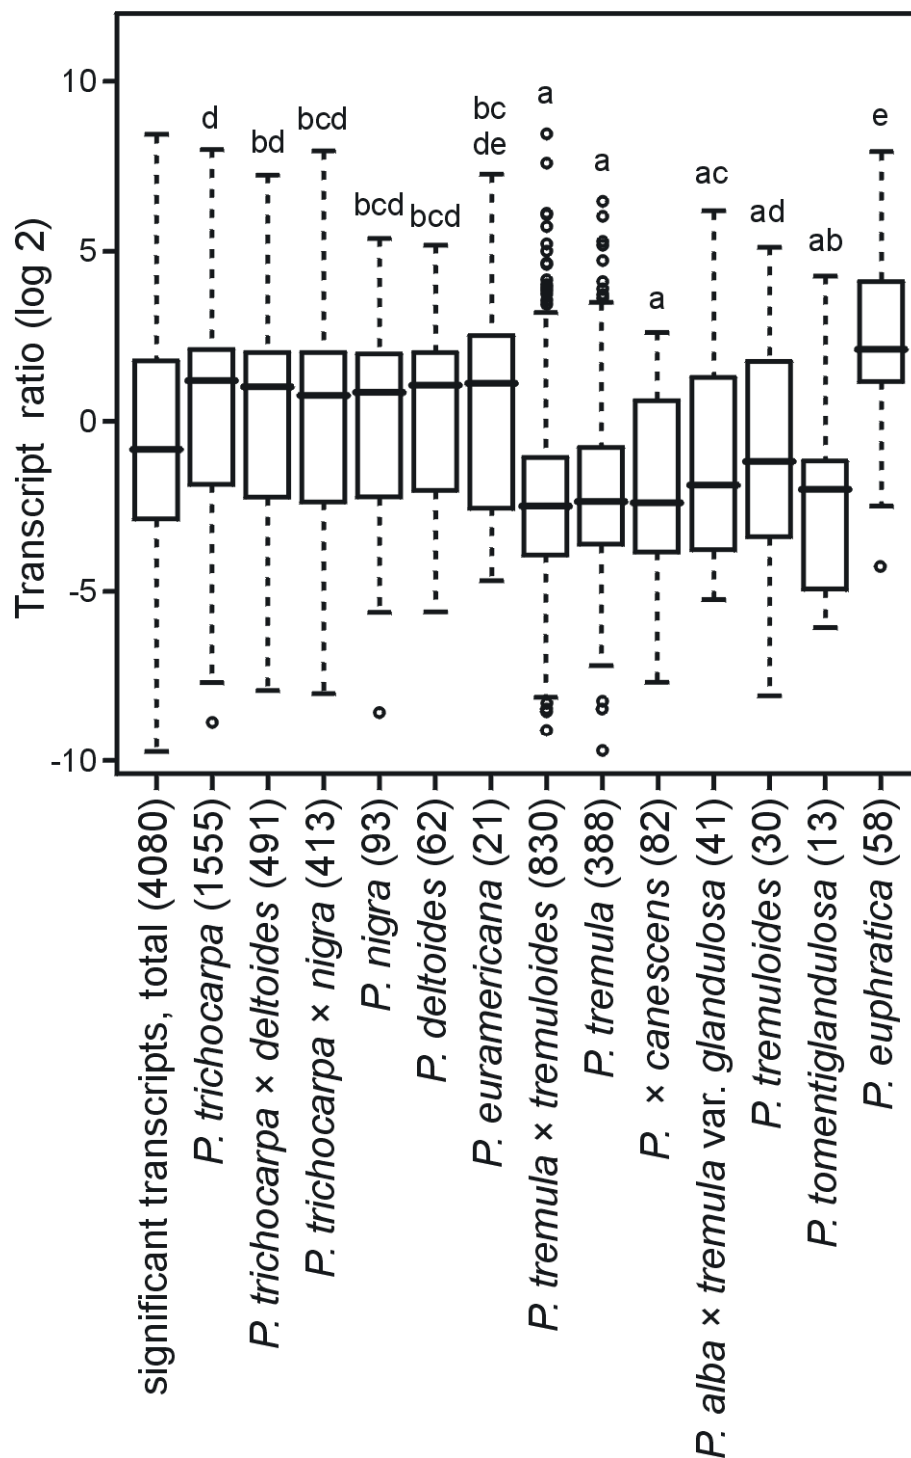 Transcript ratio (log 2)
10
5
0
-5
-10
d
bd
bcd
bcd
bcd
bc
de
a
a
a
ac
ad
ab
e
significant transcripts, total (4080)
P. trichocarpa (1555)
P. trichocarpa × deltoides (491)
P. trichocarpa × nigra (413)
P. nigra (93)
P. deltoides (62)
P. euramericana (21)
P. tremula × tremuloides (830)
P. tremula (388)
P. × canescens (82)
P. alba × tremula var. glandulosa (41)
P. tremuloides (30)
P. tomentiglandulosa (13)
P. euphratica (58)